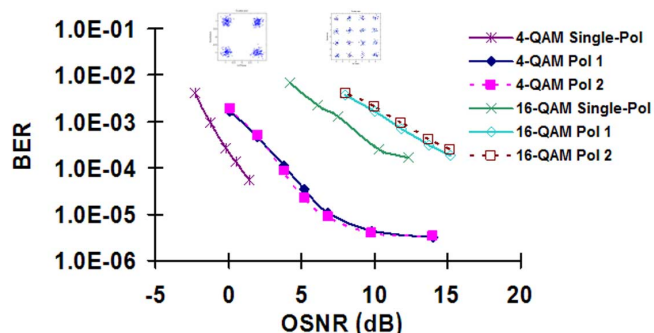 1.0E-01
1.0E-02
1.0E-03
1.0E-04
1.0E-05
1.0E-06
BER
-5
0
5
10
15
20
OSNR (dB)
4-QAM Single-Pol
4-QAM Pol 1
4-QAM Pol 2
16-QAM Single-Pol
16-QAM Pol 1
16-QAM Pol 2